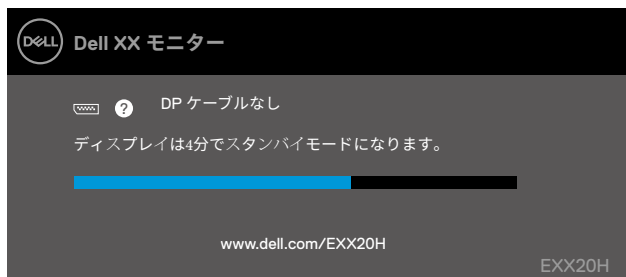 DELL Dell XX モニター
? DP ケーブルなし
ディスプレイは4分でスタンバイモードになります。
www.dell.com/EXX20H
EXX20H